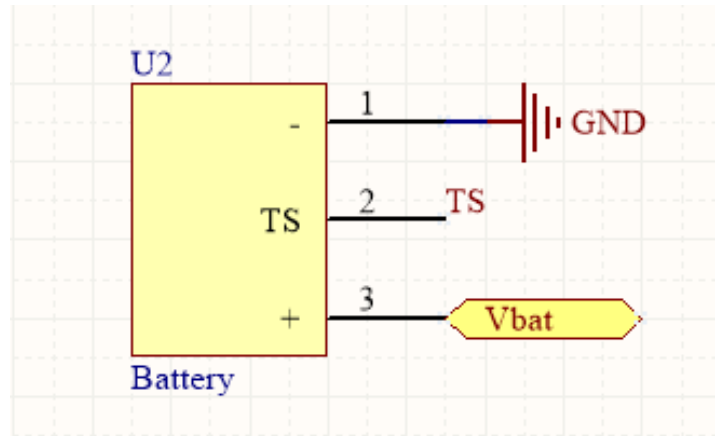 U2
- 1 GND
TS 2 TS
+ 3 Vbat
Battery